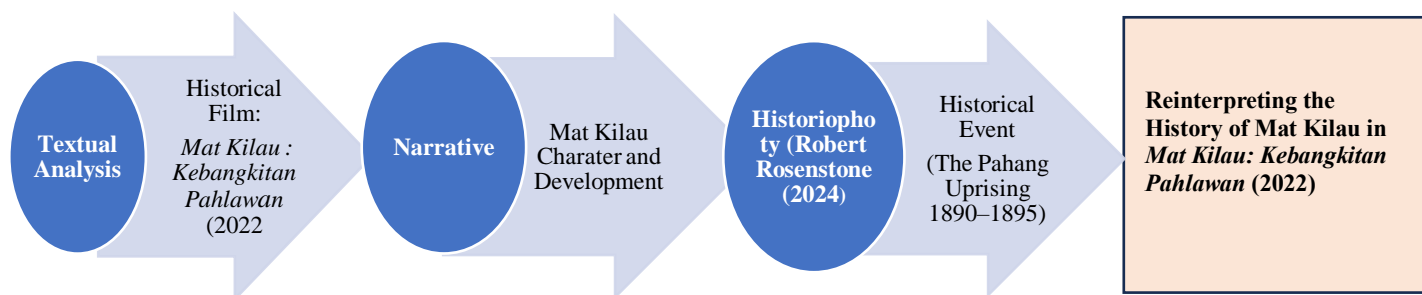 Textual
Analysis
Historical
Film:
Mat Kilau :
Kebangkitan
Pahlawan
(2022
Narrative
Mat Kilau
Charater and
Development
Historiopho
ty (Robert
Rosenstone
(2024)
Historical
Event
(The Pahang
Uprising
1890–1895)
Reinterpreting the
History of Mat Kilau in
Mat Kilau: Kebangkitan
Pahlawan (2022)